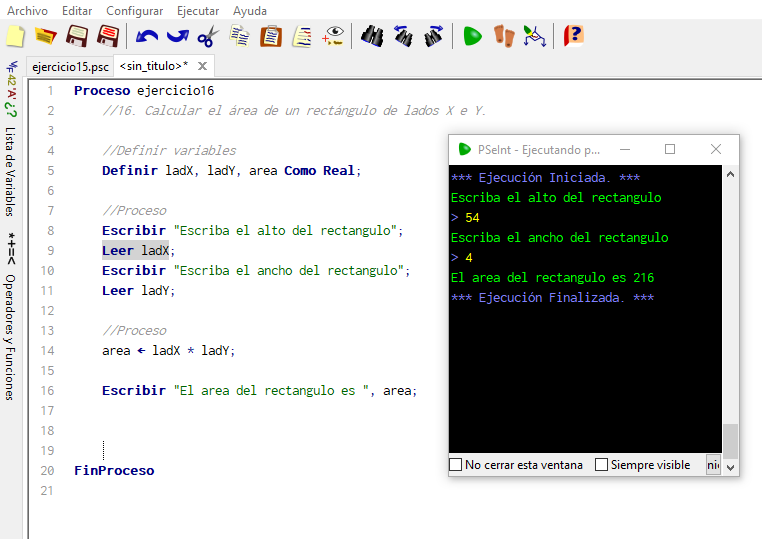 Archivo Editar Configurar Ejecutar Ayuda
ejercicio15.psc <sin_titulo>*
42 'A' ¿? Lista de Variables
*+=< Operadores y Funciones
1 Proceso ejercicio16
2 //16. Calcular el área de un rectángulo de lados X e Y.
3
4 //Definir variables
5 Definir ladX, ladY, area Como Real;
6
7 //Proceso
8 Escribir "Escriba el alto del rectangulo";
9 Leer ladX;
10 Escribir "Escriba el ancho del rectangulo";
11 Leer ladY;
12
13 //Proceso
14 area ← ladX * ladY;
15
16 Escribir "El area del rectangulo es ", area;
17
18
19
20 FinProceso
21
PSeInt - Ejecutando p...
*** Ejecución Iniciada. ***
Escriba el alto del rectangulo
> 54
Escriba el ancho del rectangulo
> 4
El area del rectangulo es 216
*** Ejecución Finalizada. ***
No cerrar esta ventana Siempre visible